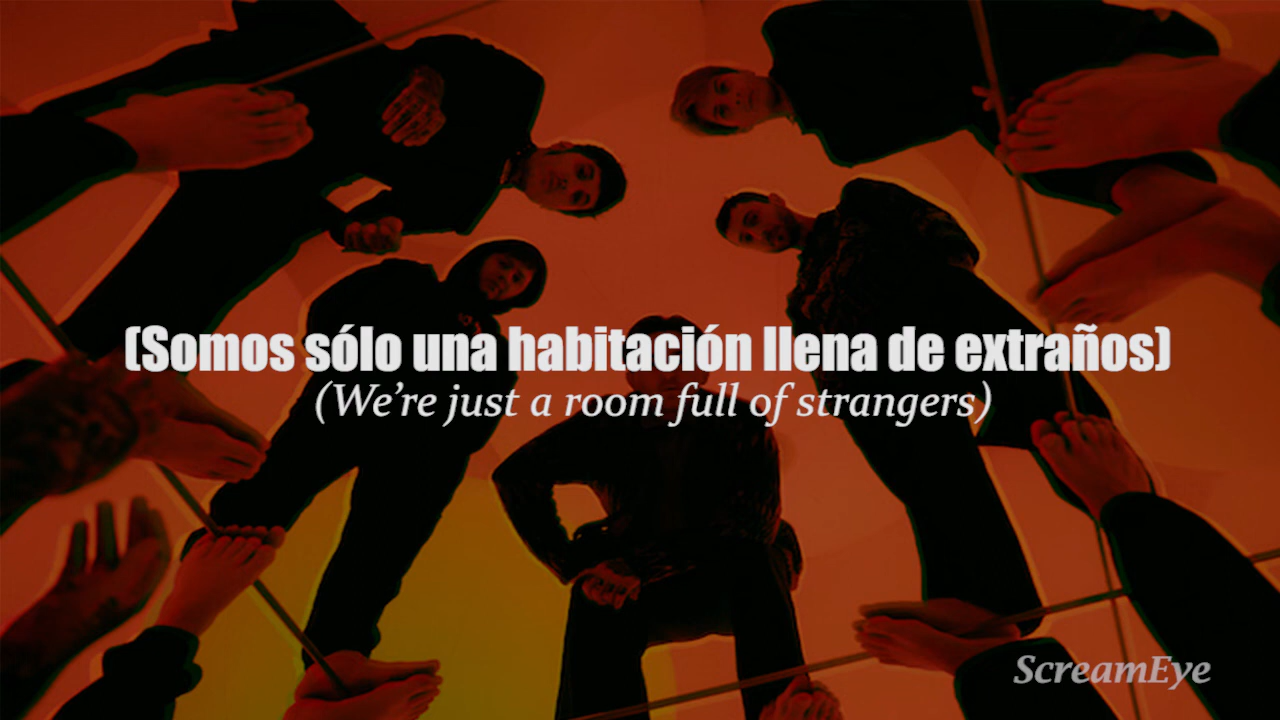 (Somos sólo una habitación llena de extraños)
(We’re just a room full of strangers)
ScreamEye